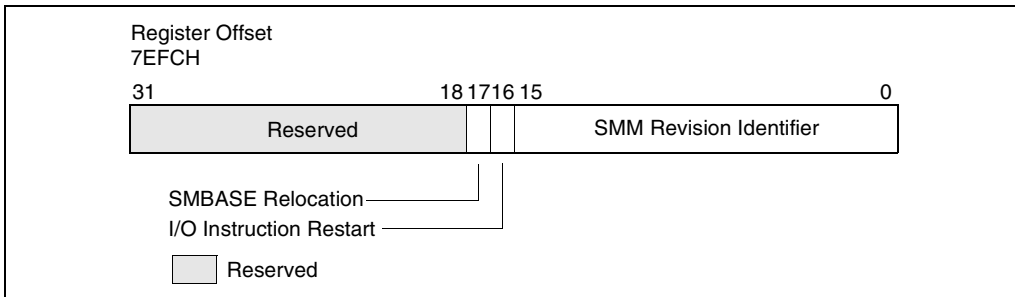 Register Offset
7EFCH
31 18 17 16 15 0
Reserved SMM Revision Identifier
SMBASE Relocation
I/O Instruction Restart
Reserved